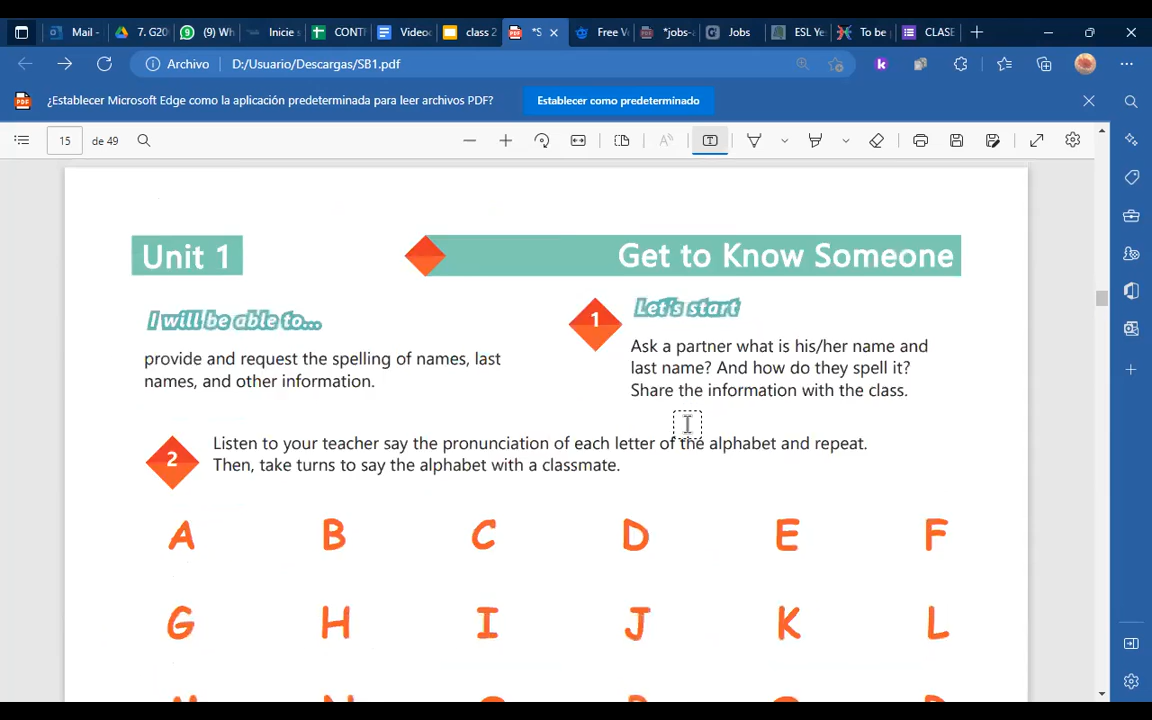 Mail -
7. G20
(9) Wh
Inicie s
CONT
Video
class 2
*S
Free V
*jobs-
Jobs
ESL Ye
To be
CLASE
Archivo
D:/Usuario/Descargas/SB1.pdf
¿Establecer Microsoft Edge como la aplicación predeterminada para leer archivos PDF?
Establecer como predeterminado
15
de 49
Unit 1
Get to Know Someone
I will be able to...
provide and request the spelling of names, last
names, and other information.
1
Let's start
Ask a partner what is his/her name and
last name? And how do they spell it?
Share the information with the class.
2
Listen to your teacher say the pronunciation of each letter of the alphabet and repeat.
Then, take turns to say the alphabet with a classmate.
A B C D E F
G H I J K L